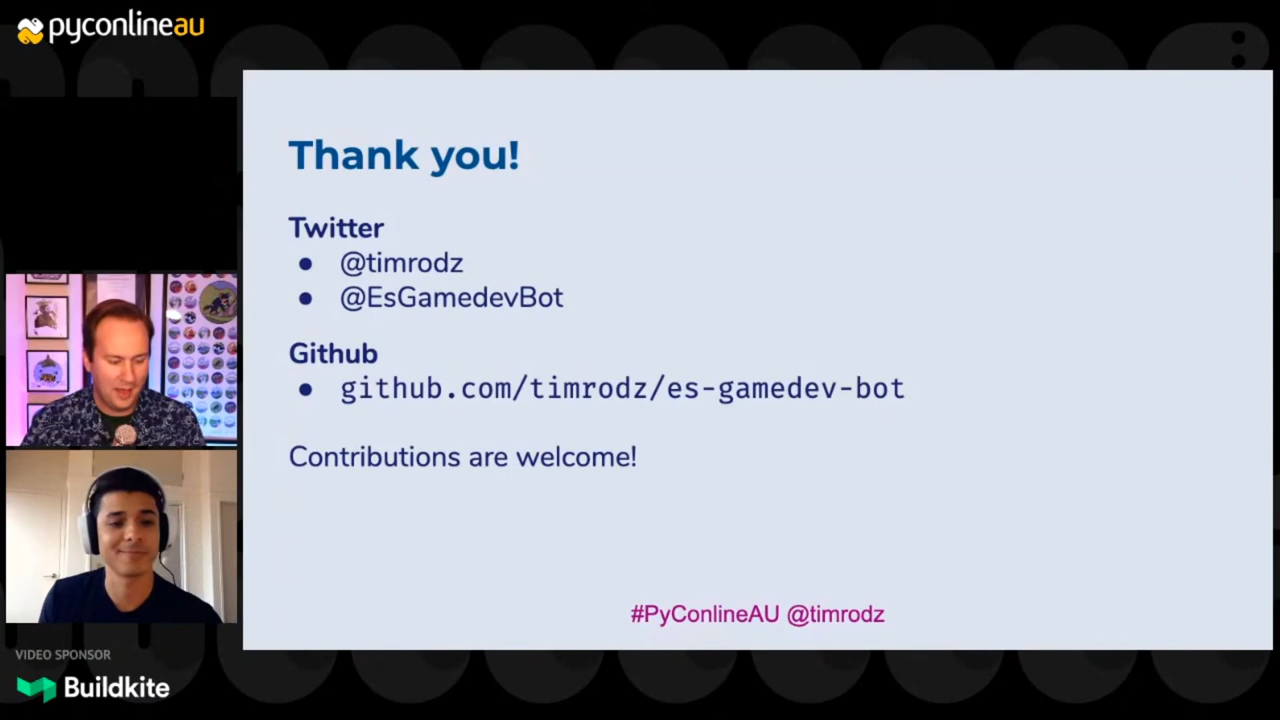 pyconlineau
Thank you!
Twitter
● @timrodz
● @EsGamedevBot
Github
● github.com/timrodz/es-gamedev-bot
Contributions are welcome!
#PyConlineAU @timrodz
VIDEO SPONSOR
Buildkite